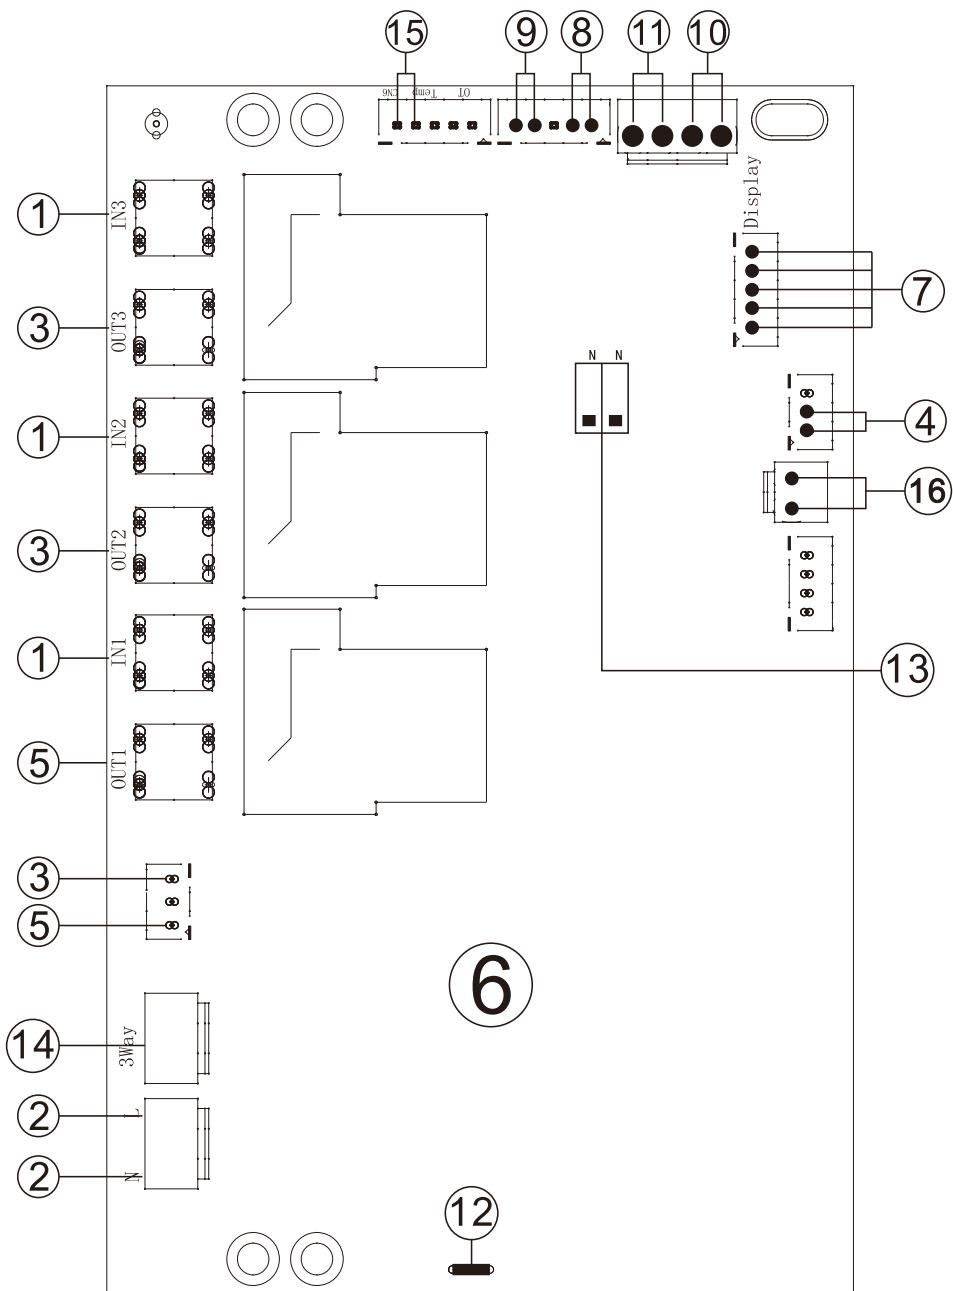 15 9 8 11 10
CN6 Temp OT
Display
1 IN3
7
3 OUT3
N N
4
1 IN2
16
3 OUT2
1 IN1
13
5 OUT1
3
5
6
14 3Way
2 L
2 N
12